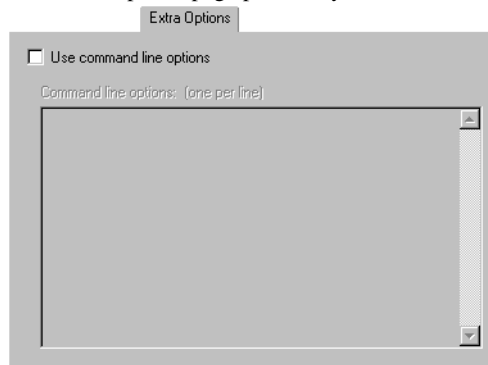 Extra Options
Use command line options
Command line options: (one per line)